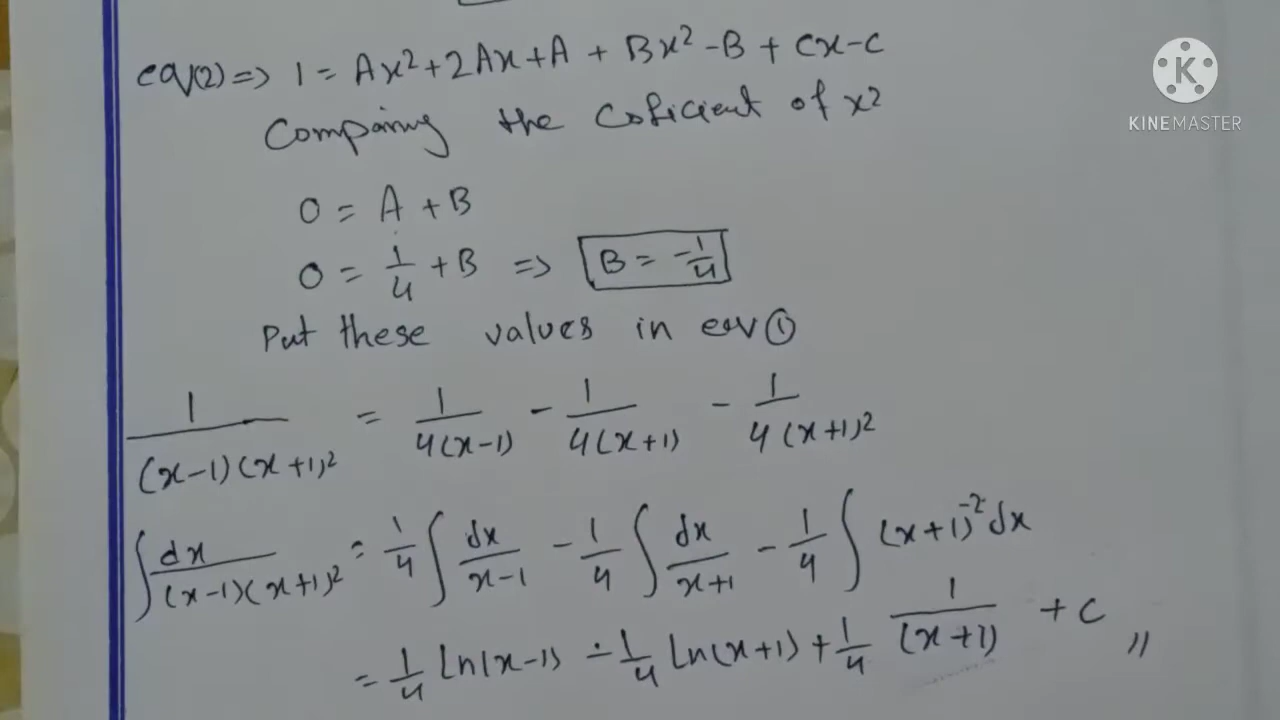 eq(2) => 1 = Ax²+2Ax+A + Bx²-B + Cx-C
KINEMASTER
Comparing the Coficient of x²
0 = A + B
0 = 1/4 + B => B = -1/4
Put these values in eq ①
1/((x-1)(x+1)²) = 1/(4(x-1)) - 1/(4(x+1)) - 1/(4(x+1)²)
∫ dx/((x-1)(x+1)²) = 1/4 ∫ dx/(x-1) - 1/4 ∫ dx/(x+1) - 1/4 ∫ (x+1)⁻² dx
= 1/4 ln(x-1) - 1/4 ln(x+1) + 1/4 1/(x+1) + C //